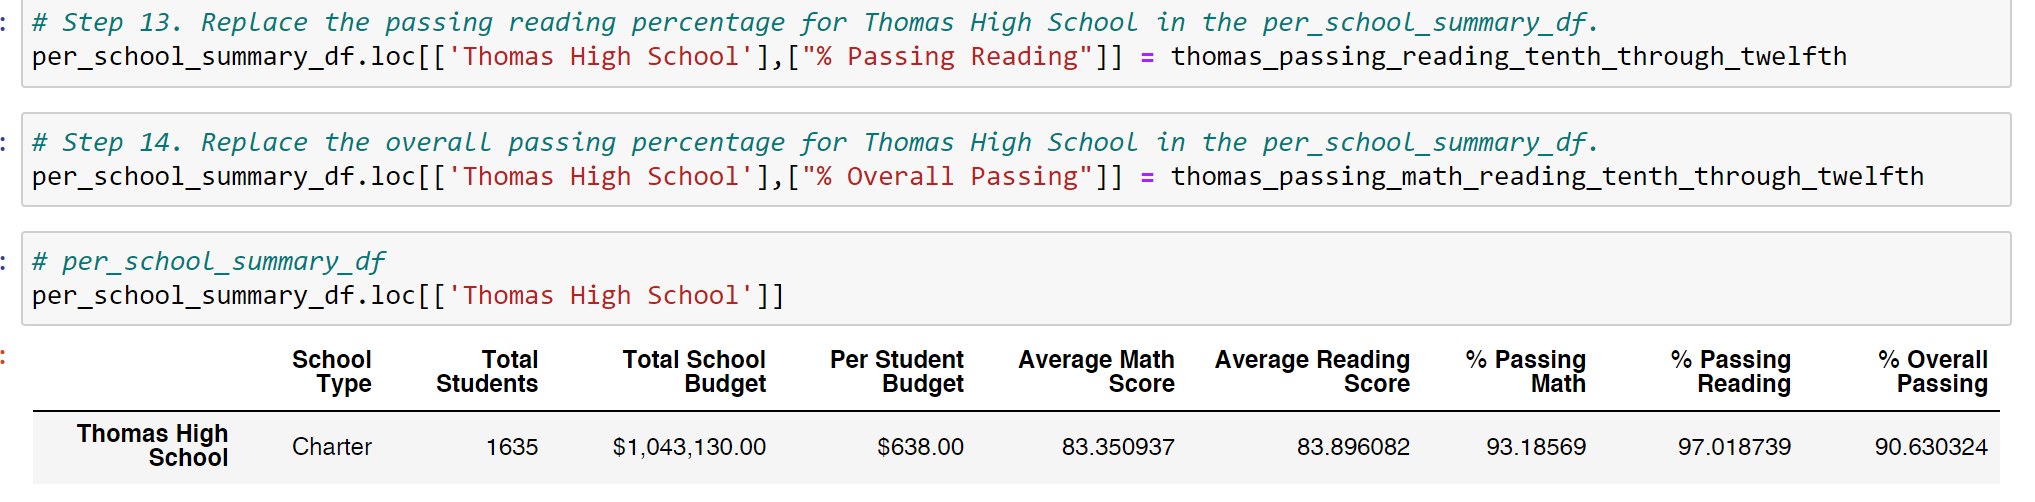 # Step 13. Replace the passing reading percentage for Thomas High School in the per_school_summary_df.
per_school_summary_df.loc[['Thomas High School'],["% Passing Reading"]] = thomas_passing_reading_tenth_through_twelfth
# Step 14. Replace the overall passing percentage for Thomas High School in the per_school_summary_df.
per_school_summary_df.loc[['Thomas High School'],["% Overall Passing"]] = thomas_passing_math_reading_tenth_through_twelfth
# per_school_summary_df
per_school_summary_df.loc[['Thomas High School']]
School Total Total School Per Student Average Math Average Reading % Passing % Passing % Overall
Type Students Budget Budget Score Score Math Reading Passing
Thomas High
School Charter 1635 $1,043,130.00 $638.00 83.350937 83.896082 93.18569 97.018739 90.630324